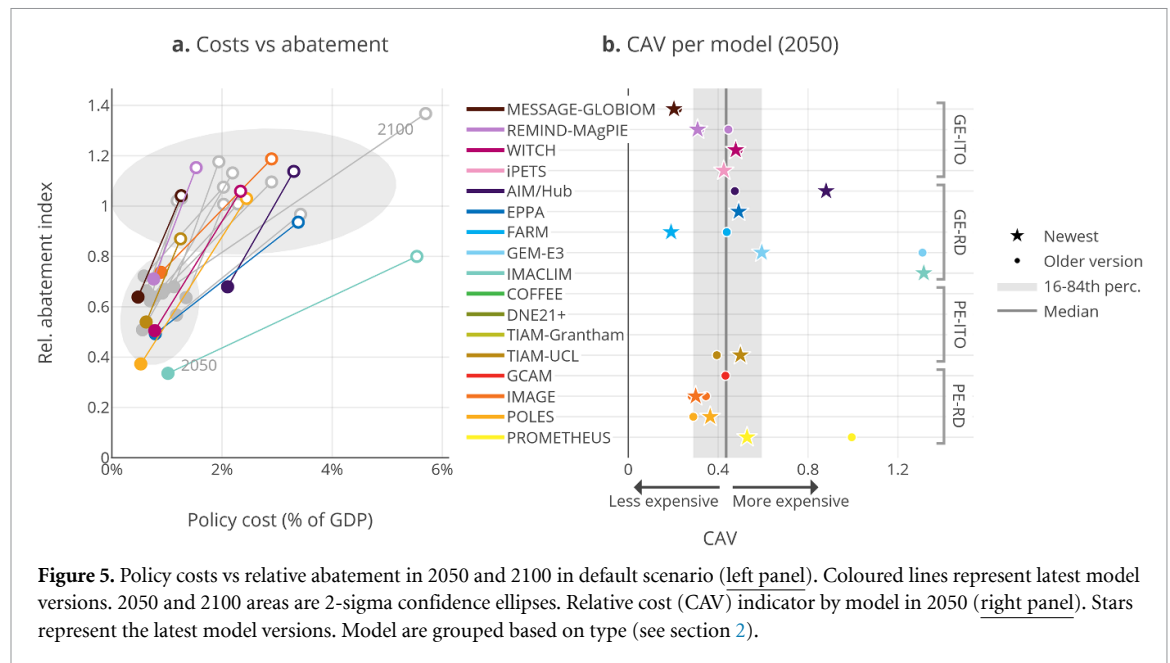 a. Costs vs abatement
1.4
1.2
1
0.8
0.6
0.4
0.2
0
0%
2%
4%
6%
2100
2050
Rel. abatement index
Policy cost (% of GDP)
b. CAV per model (2050)
MESSAGE-GLOBIOM
REMIND-MAgPIE
WITCH
iPETS
AIM/Hub
EPPA
FARM
GEM-E3
IMACLIM
COFFEE
DNE21+
TIAM-Grantham
TIAM-UCL
GCAM
IMAGE
POLES
PROMETHEUS
GE-ITO
GE-RD
PE-ITO
PE-RD
0
0.4
0.8
1.2
Less expensive
More expensive
CAV
Newest
Older version
16-84th perc.
Median
Figure 5. Policy costs vs relative abatement in 2050 and 2100 in default scenario (left panel). Coloured lines represent latest model
versions. 2050 and 2100 areas are 2-sigma confidence ellipses. Relative cost (CAV) indicator by model in 2050 (right panel). Stars
represent the latest model versions. Model are grouped based on type (see section 2).